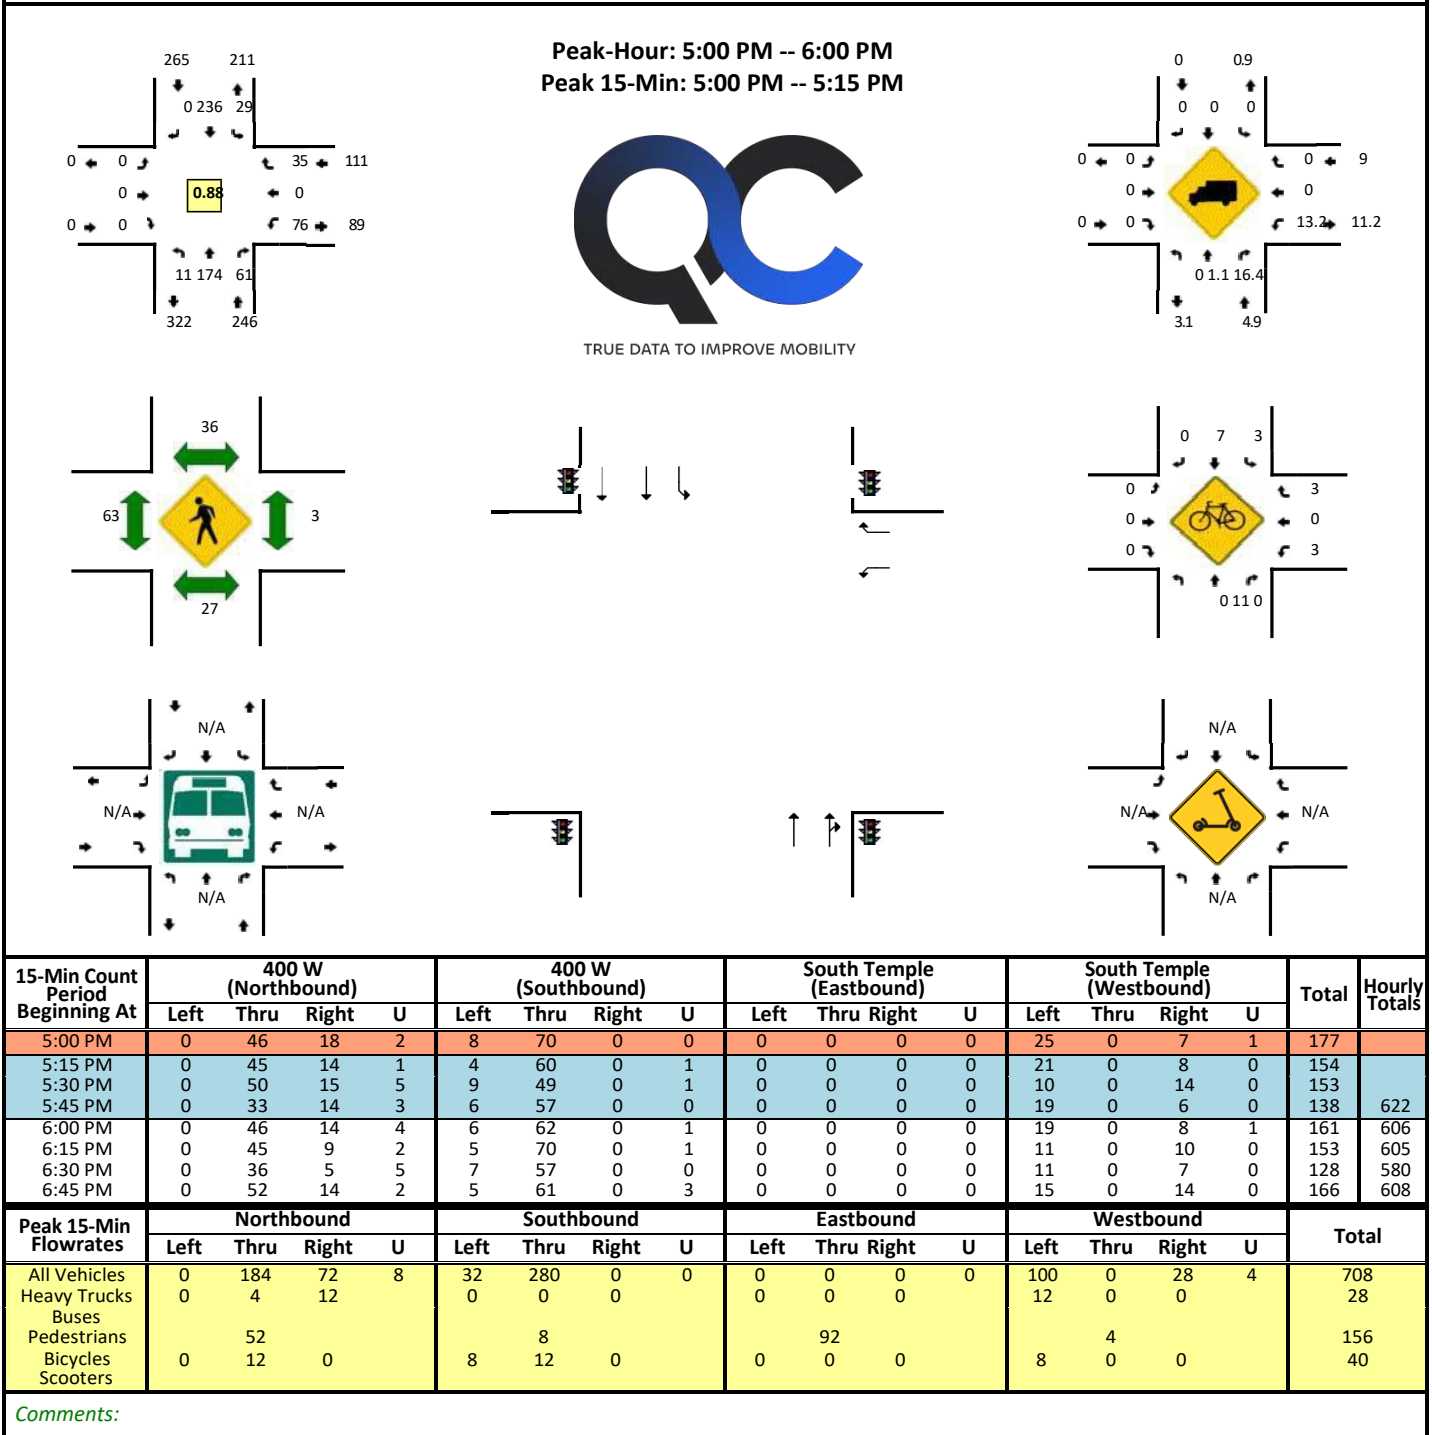 Peak-Hour: 5:00 PM -- 6:00 PM
Peak 15-Min: 5:00 PM -- 5:15 PM
265 211
0 236 29
0 0 35 111
0 0.88 0
0 0 76 89
11 174 61
322 246
QC
TRUE DATA TO IMPROVE MOBILITY
0 0.9
0 0 0
0 0 0 9
0 0
0 0 13.2 11.2
0 1.1 16.4
3.1 4.9
36
63 3
27
0 7 3
0 3
0 0
0 3
0 11 0
N/A
N/A N/A
N/A
N/A
N/A N/A
N/A
15-Min Count Period Beginning At 400 W (Northbound) 400 W (Southbound) South Temple (Eastbound) South Temple (Westbound) Total Hourly Totals
Left Thru Right U Left Thru Right U Left Thru Right U Left Thru Right U
5:00 PM 0 46 18 2 8 70 0 0 0 0 0 0 25 0 7 1 177
5:15 PM 0 45 14 1 4 60 0 1 0 0 0 0 21 0 8 0 154
5:30 PM 0 50 15 5 9 49 0 1 0 0 0 0 10 0 14 0 153
5:45 PM 0 33 14 3 6 57 0 0 0 0 0 0 19 0 6 0 138 622
6:00 PM 0 46 14 4 6 62 0 1 0 0 0 0 19 0 8 1 161 606
6:15 PM 0 45 9 2 5 70 0 1 0 0 0 0 11 0 10 0 153 605
6:30 PM 0 36 5 5 7 57 0 0 0 0 0 0 11 0 7 0 128 580
6:45 PM 0 52 14 2 5 61 0 3 0 0 0 0 15 0 14 0 166 608
Peak 15-Min Flowrates Northbound Southbound Eastbound Westbound Total
Left Thru Right U Left Thru Right U Left Thru Right U Left Thru Right U
All Vehicles 0 184 72 8 32 280 0 0 0 0 0 0 100 0 28 4 708
Heavy Trucks 0 4 12 0 0 0 0 0 0 12 0 0 28
Buses
Pedestrians 52 8 92 4 156
Bicycles 0 12 0 8 12 0 0 0 0 8 0 0 40
Scooters
Comments: